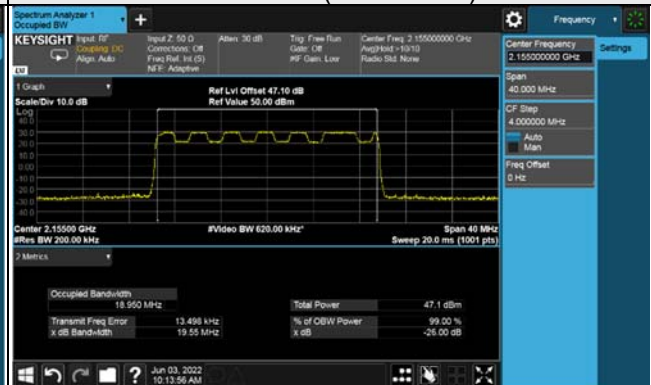 Spectrum Analyzer 1
Occupied BW
+
Frequency
KEYSIGHT
Input: RF
Coupling: DC
Align: Auto
Input Z: 50 Ω
Corrections: Off
Freq Ref: Int (S)
NFE: Adaptive
Atten: 30 dB
Trig: Free Run
Gate: Off
#IF Gain: Low
Center Freq: 2.155000000 GHz
Avg|Hold:>10/10
Radio Std: None
LXI
Center Frequency
2.155000000 GHz
Settings
Span
40.000 MHz
CF Step
4.000000 MHz
Auto
Man
Freq Offset
0 Hz
1 Graph
Scale/Div 10.0 dB
Ref Lvl Offset 47.10 dB
Ref Value 50.00 dBm
Log
40.0
30.0
20.0
10.0
0.00
-10.0
-20.0
-30.0
-40.0
Center 2.15500 GHz
#Res BW 200.00 kHz
#Video BW 620.00 kHz*
Span 40 MHz
Sweep 20.0 ms (1001 pts)
2 Metrics
Occupied Bandwidth
18.950 MHz
Total Power
47.1 dBm
Transmit Freq Error
13.498 kHz
% of OBW Power
99.00 %
x dB Bandwidth
19.55 MHz
x dB
-26.00 dB
?
Jun 03, 2022
10:13:56 AM